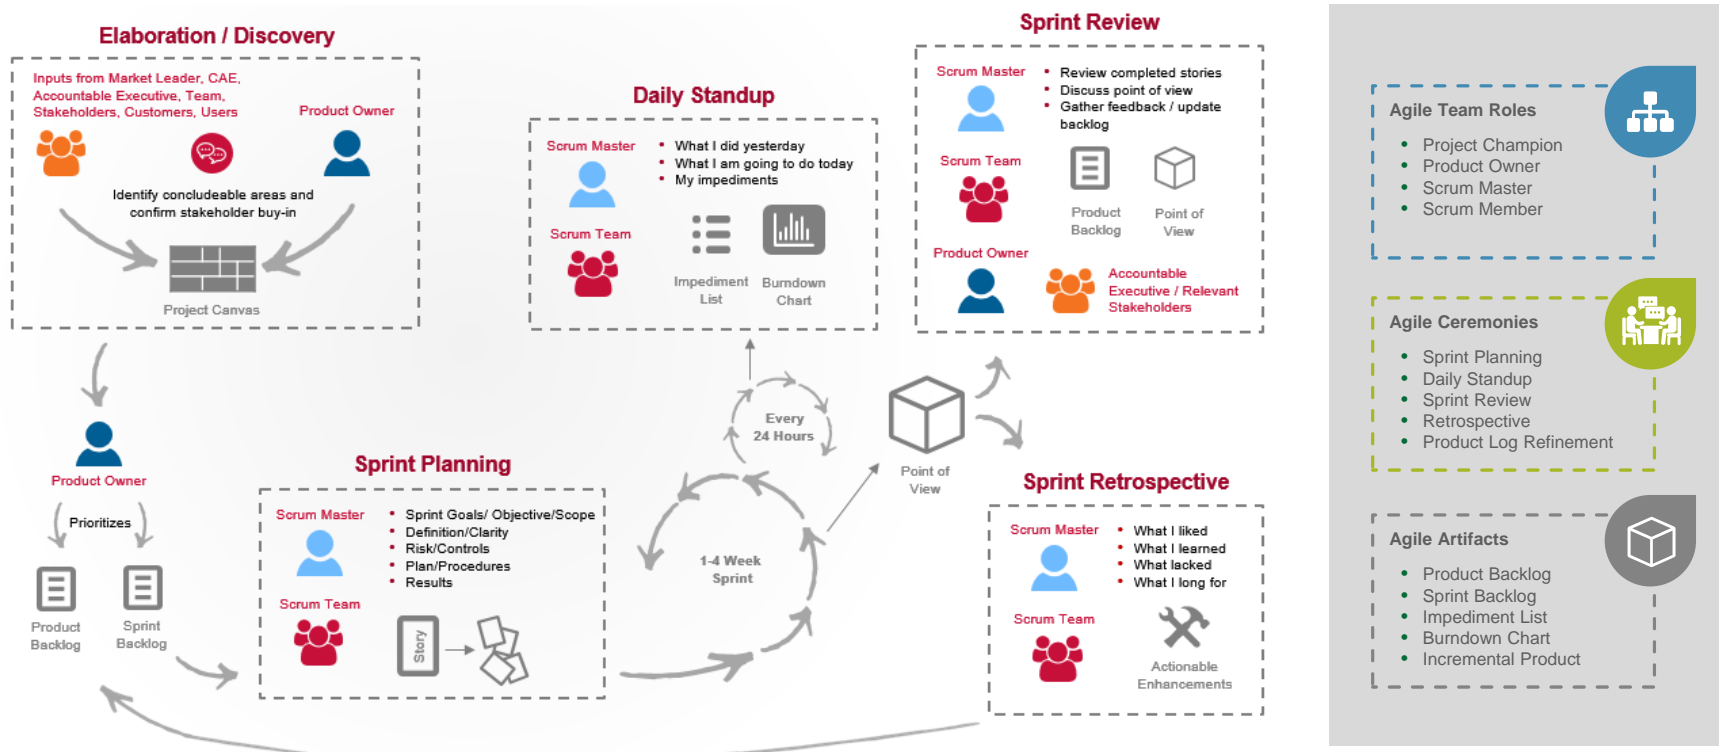 Elaboration / Discovery
Inputs from Market Leader, CAE,
Accountable Executive, Team,
Stakeholders, Customers, Users
Product Owner
Identify concludeable areas and
confirm stakeholder buy-in
Project Canvas
Product Owner
Prioritizes
Product
Backlog
Sprint
Backlog
Sprint Planning
Scrum Master
• Sprint Goals/ Objective/Scope
• Definition/Clarity
• Risk/Controls
• Plan/Procedures
• Results
Scrum Team
Story
Daily Standup
Scrum Master
• What I did yesterday
• What I am going to do today
• My impediments
Scrum Team
Impediment
List
Burndown
Chart
Every
24 Hours
1-4 Week
Sprint
Point of
View
Sprint Review
Scrum Master
• Review completed stories
• Discuss point of view
• Gather feedback / update
backlog
Scrum Team
Product
Backlog
Point of
View
Product Owner
Accountable
Executive / Relevant
Stakeholders
Sprint Retrospective
Scrum Master
• What I liked
• What I learned
• What lacked
• What I long for
Scrum Team
Actionable
Enhancements
Agile Team Roles
• Project Champion
• Product Owner
• Scrum Master
• Scrum Member
Agile Ceremonies
• Sprint Planning
• Daily Standup
• Sprint Review
• Retrospective
• Product Log Refinement
Agile Artifacts
• Product Backlog
• Sprint Backlog
• Impediment List
• Burndown Chart
• Incremental Product